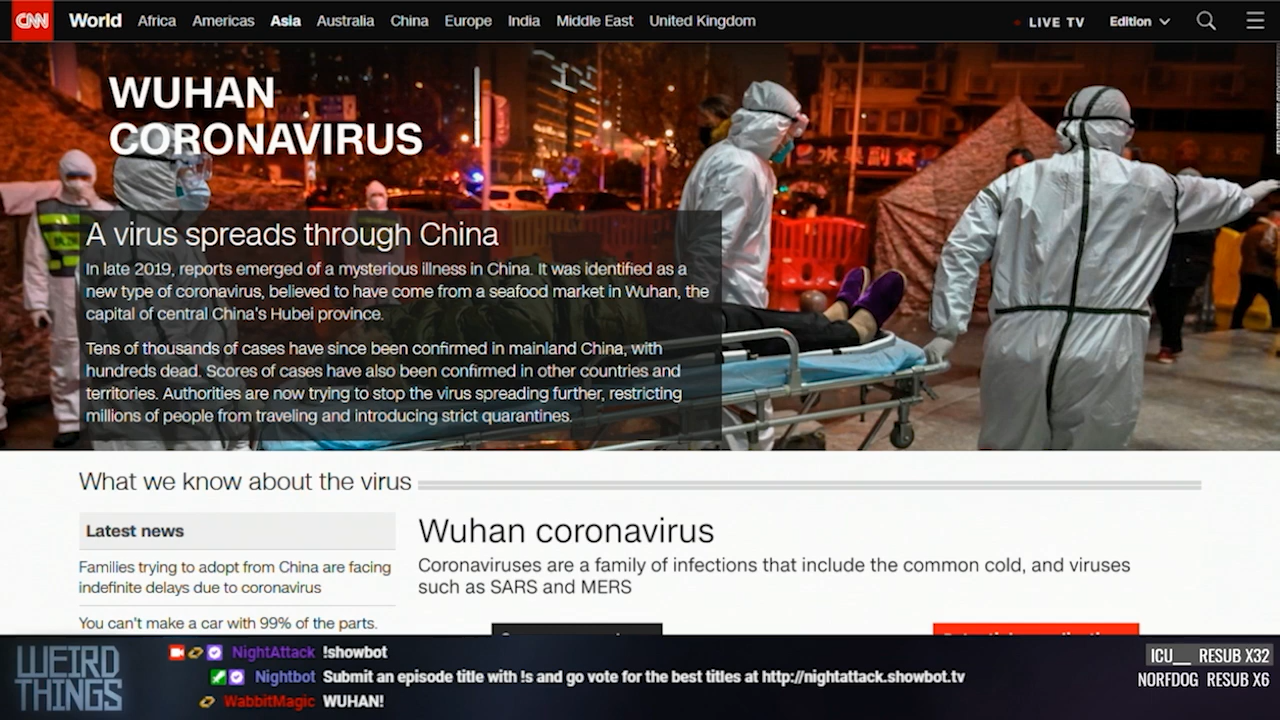 CNN World Africa Americas Asia Australia China Europe India Middle East United Kingdom LIVE TV Edition
WUHAN
CORONAVIRUS
水果副食
A virus spreads through China
In late 2019, reports emerged of a mysterious illness in China. It was identified as a
new type of coronavirus, believed to have come from a seafood market in Wuhan, the
capital of central China's Hubei province.
Tens of thousands of cases have since been confirmed in mainland China, with
hundreds dead. Scores of cases have also been confirmed in other countries and
territories. Authorities are now trying to stop the virus spreading further, restricting
millions of people from traveling and introducing strict quarantines.
What we know about the virus
Latest news
Families trying to adopt from China are facing
indefinite delays due to coronavirus
You can't make a car with 99% of the parts.
Wuhan coronavirus
Coronaviruses are a family of infections that include the common cold, and viruses
such as SARS and MERS
WEIRD
THINGS
NightAttack !showbot
Nightbot Submit an episode title with !s and go vote for the best titles at http://nightattack.showbot.tv
WabbitMagic WUHAN!
ICU__ RESUB X32
NORFDOG RESUB X6